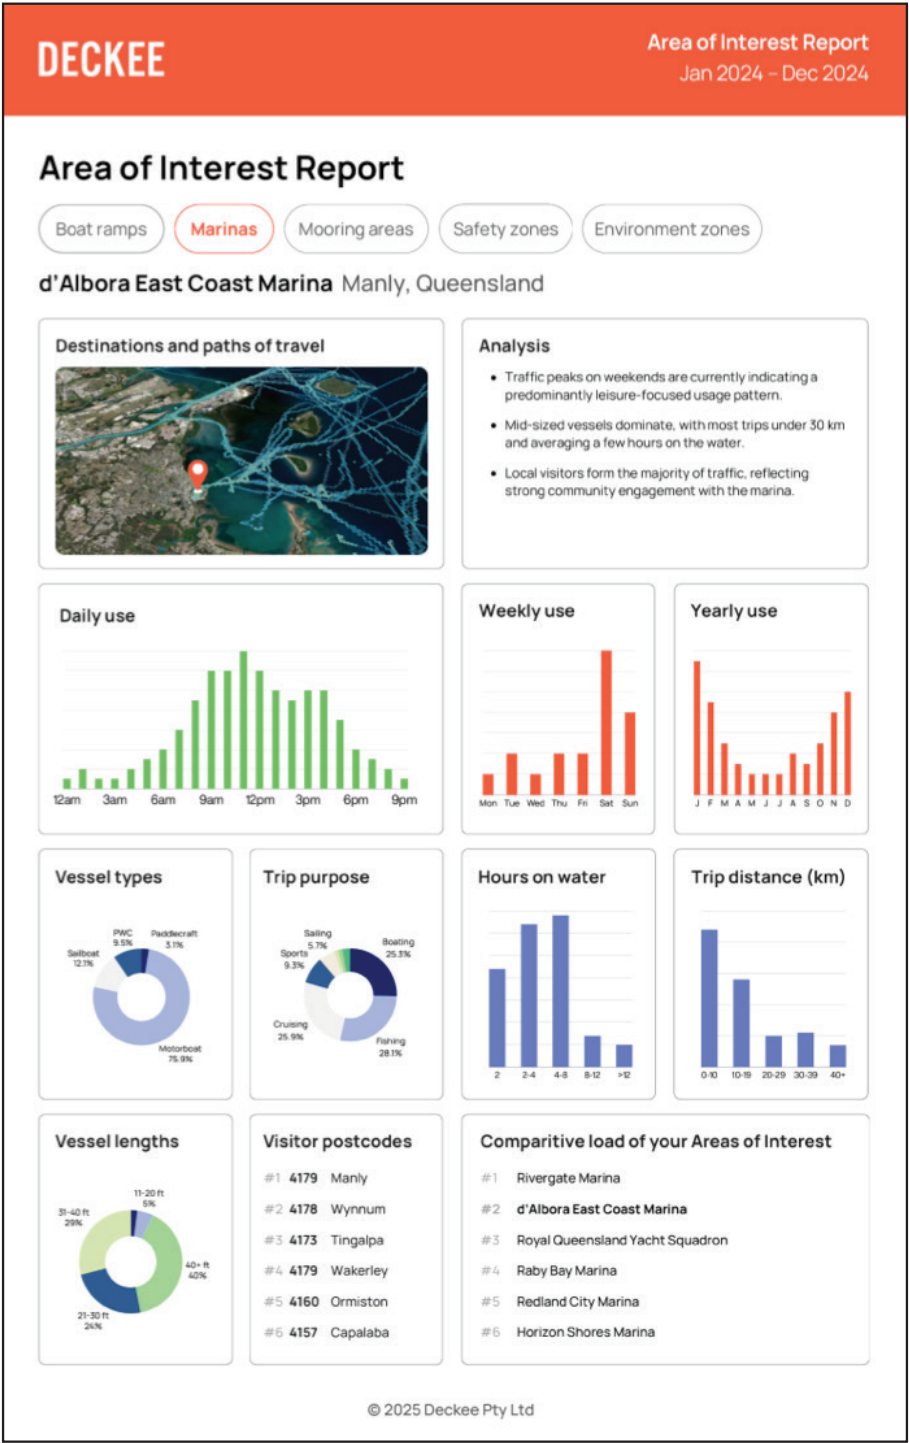 DECKEE
Area of Interest Report
Jan 2024 – Dec 2024
Area of Interest Report
Boat ramps
Marinas
Mooring areas
Safety zones
Environment zones
d'Albora East Coast Marina Manly, Queensland
Destinations and paths of travel
Analysis
• Traffic peaks on weekends are currently indicating a
predominantly leisure-focused usage pattern.
• Mid-sized vessels dominate, with most trips under 30 km
and averaging a few hours on the water.
• Local visitors form the majority of traffic, reflecting
strong community engagement with the marina.
Daily use
12am 3am 6am 9am 12pm 3pm 6pm 9pm
Weekly use
Mon Tue Wed Thu Fri Sat Sun
Yearly use
J F M A M J J A S O N D
Vessel types
PWC
9.5%
Paddlecraft
3.1%
Sailboat
12.1%
Motorboat
75.9%
Trip purpose
Sailing
5.7%
Boating
25.3%
Sports
9.3%
Cruising
25.9%
Fishing
28.1%
Hours on water
2 2-4 4-8 8-12 >12
Trip distance (km)
0-10 10-19 20-29 30-39 40+
Vessel lengths
11-20 ft
5%
31-40 ft
29%
40+ ft
40%
21-30 ft
24%
Visitor postcodes
#1 4179 Manly
#2 4178 Wynnum
#3 4173 Tingalpa
#4 4179 Wakerley
#5 4160 Ormiston
#6 4157 Capalaba
Comparitive load of your Areas of Interest
#1 Rivergate Marina
#2 d'Albora East Coast Marina
#3 Royal Queensland Yacht Squadron
#4 Raby Bay Marina
#5 Redland City Marina
#6 Horizon Shores Marina
© 2025 Deckee Pty Ltd